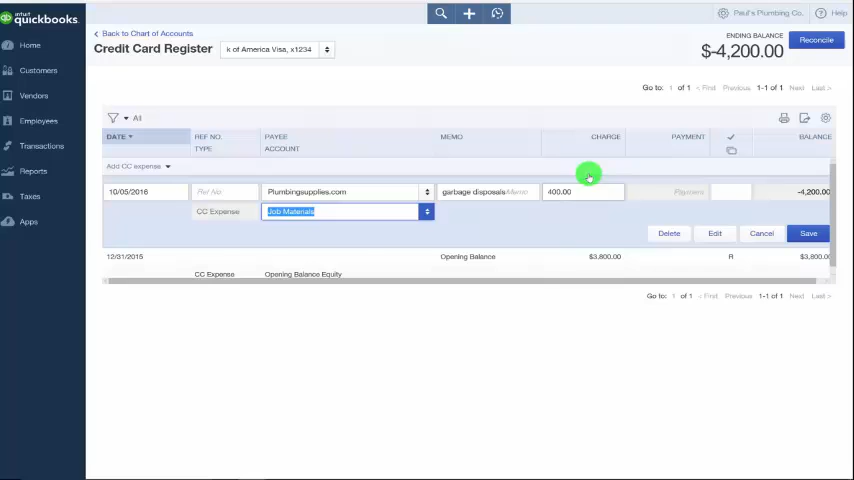 intuit
quickbooks.
Home
Customers
Vendors
Employees
Transactions
Reports
Taxes
Apps
Paul's Plumbing Co.
Help
Back to Chart of Accounts
Credit Card Register
k of America Visa, x1234
ENDING BALANCE
$-4,200.00
Reconcile
Go to: 1 of 1 < First Previous 1-1 of 1 Next Last >
All
DATE REF NO. PAYEE MEMO CHARGE PAYMENT BALANCE
TYPE ACCOUNT
Add CC expense
10/05/2016 Ref No. Plumbingsupplies.com garbage disposals Memo 400.00 Payment -4,200.00
CC Expense Job Materials
Delete Edit Cancel Save
12/31/2015 Opening Balance $3,800.00 R $3,800.00
CC Expense Opening Balance Equity
Go to: 1 of 1 < First Previous 1-1 of 1 Next Last >